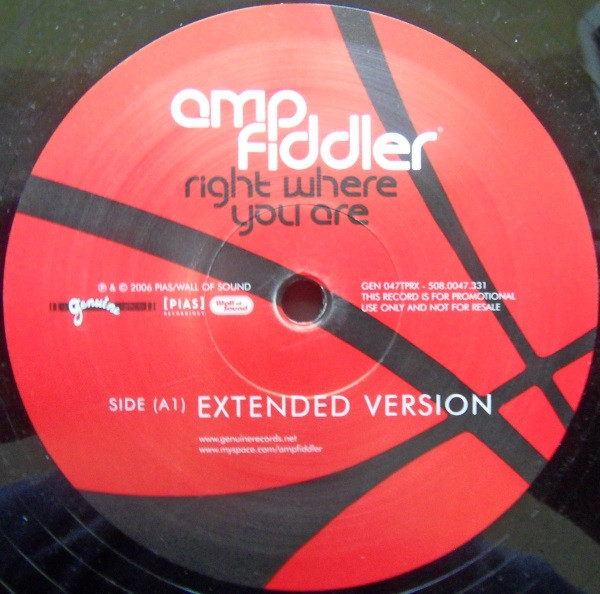 amp
fiddler
right where
you are
℗ & © 2006 PIAS/WALL OF SOUND
genuine [PIAS] RECORDINGS Wall of Sound
GEN 047TPRX - 508.0047.331
THIS RECORD IS FOR PROMOTIONAL
USE ONLY AND NOT FOR RESALE
SIDE (A1) EXTENDED VERSION
www.genuinerecords.net
www.myspace.com/ampfiddler